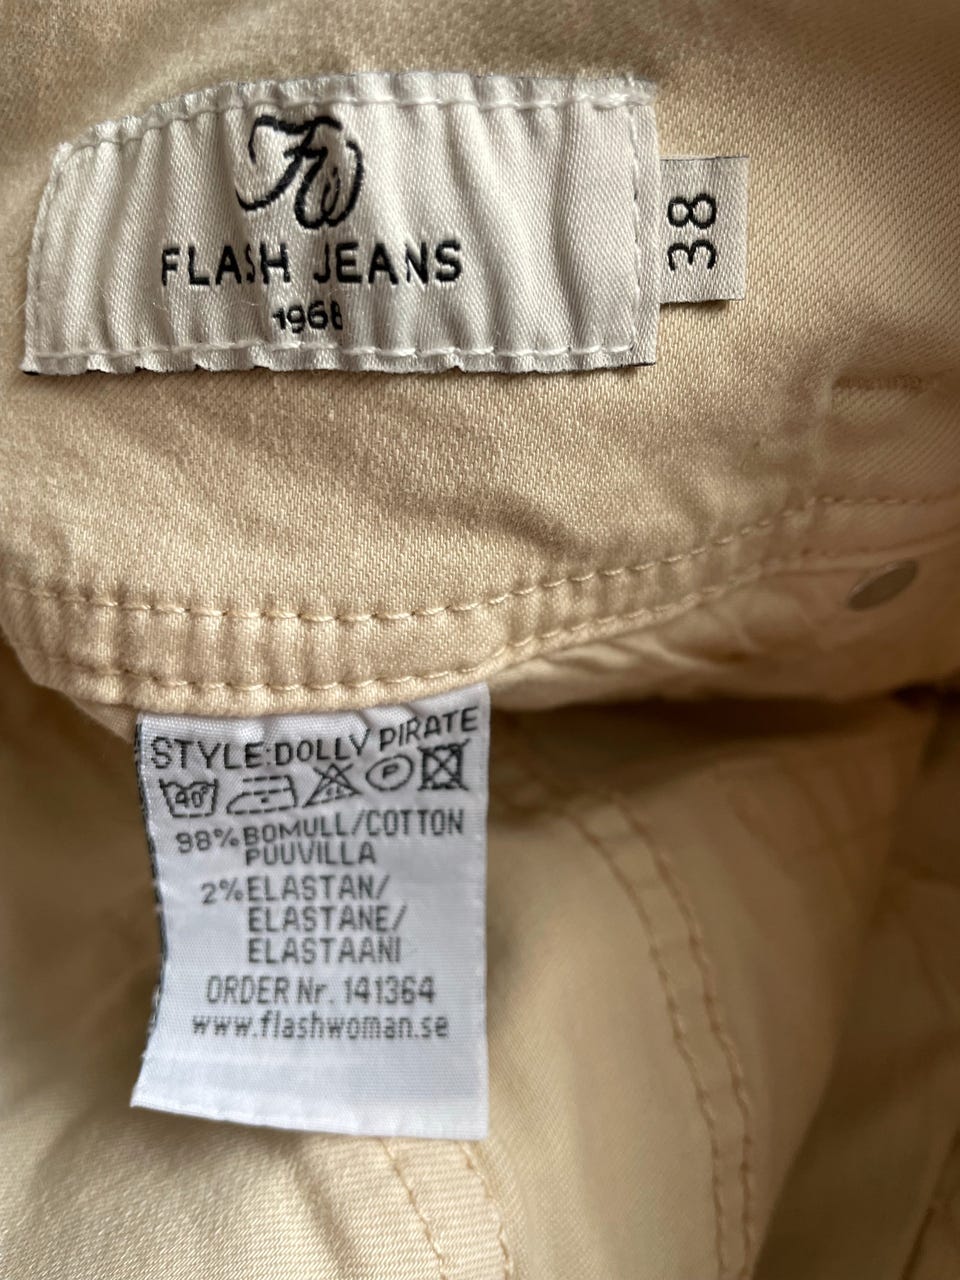 FW
FLASH JEANS
1968
38
STYLE:DOLLY PIRATE
40° P
98% BOMULL/COTTON
PUUVILLA
2% ELASTAN/
ELASTANE/
ELASTAANI
ORDER Nr. 141364
www.flashwoman.se